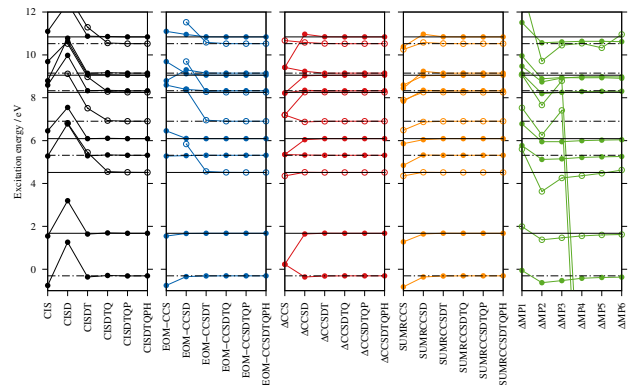 Excitation energy / eV
12
10
8
6
4
2
0
CIS
CISD
CISDT
CISDTQ
CISDTQP
CISDTQPH
EOM−CCS
EOM−CCSD
EOM−CCSDT
EOM−CCSDTQ
EOM−CCSDTQP
EOM−CCSDTQPH
ΔCCS
ΔCCSD
ΔCCSDT
ΔCCSDTQ
ΔCCSDTQP
ΔCCSDTQPH
SUMRCCS
SUMRCCSD
SUMRCCSDT
SUMRCCSDTQ
SUMRCCSDTQP
SUMRCCSDTQPH
ΔMP1
ΔMP2
ΔMP3
ΔMP4
ΔMP5
ΔMP6